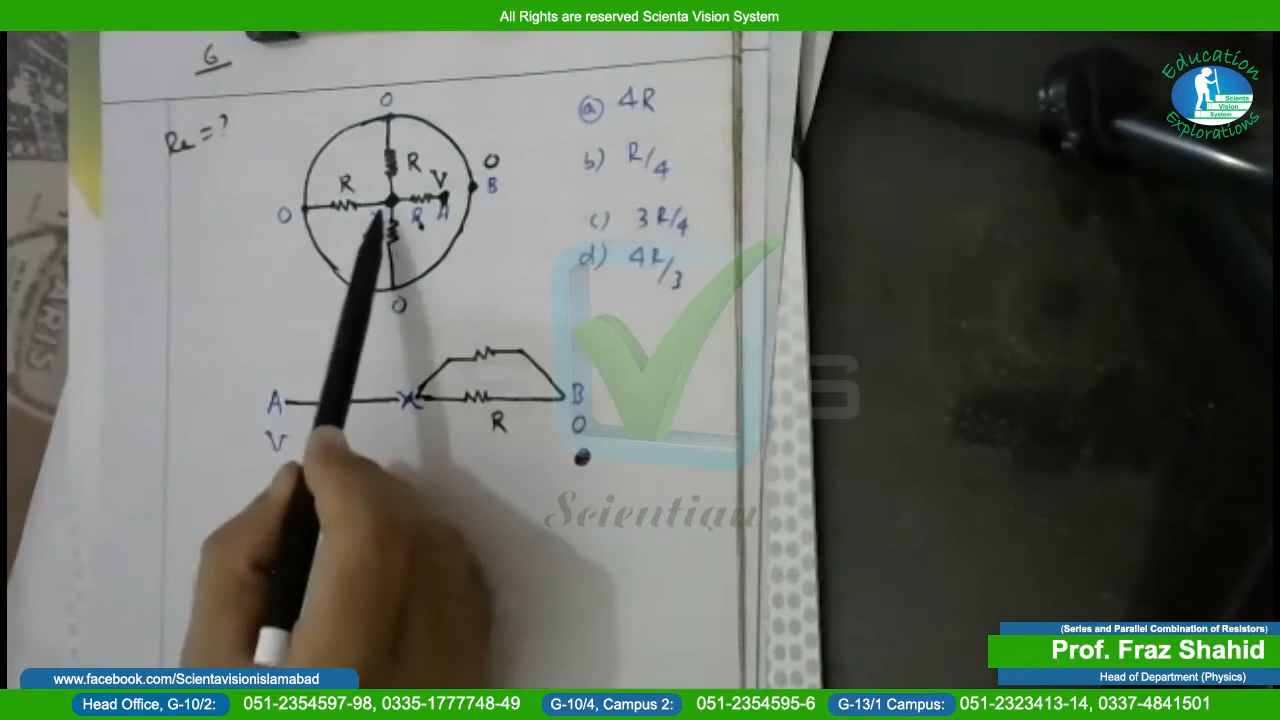 All Rights are reserved Scienta Vision System
Education
Scienta
Vision
System
Explorations
6
Re = ?
O
R
R
V
O
B
O
R
A
O
a) 4R
b) R/4
c) 3R/4
d) 4R/3
A
X
B
V
R
O
S
Scientian
(Series and Parallel Combination of Resistors)
Prof. Fraz Shahid
Head of Department (Physics)
www.facebook.com/Scientavisionislamabad
Head Office, G-10/2: 051-2354597-98, 0335-1777748-49 G-10/4, Campus 2: 051-2354595-6 G-13/1 Campus: 051-2323413-14, 0337-4841501